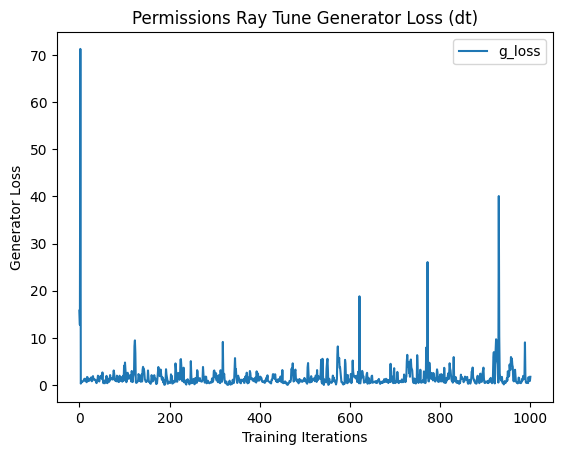 Permissions Ray Tune Generator Loss (dt)
g_loss
Generator Loss
70
60
50
40
30
20
10
0
0 200 400 600 800 1000
Training Iterations